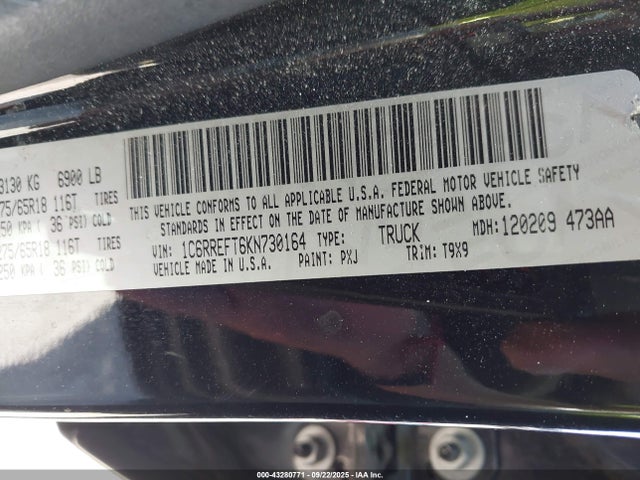 3130 KG 6900 LB
75/65R18 116T TIRES
250 KPA ( 36 PSI) COLD
275/65R18 116T TIRES
250 KPA ( 36 PSI) COLD
THIS VEHICLE CONFORMS TO ALL APPLICABLE U.S.A. FEDERAL MOTOR VEHICLE SAFETY
STANDARDS IN EFFECT ON THE DATE OF MANUFACTURE SHOWN ABOVE.
VIN: 1C6RREFT6KN730164 TYPE: TRUCK MDH:120209 473AA
VEHICLE MADE IN U.S.A. PAINT: PXJ TRIM: T9X9
000-43280771 - 09/22/2025 - IAA Inc.